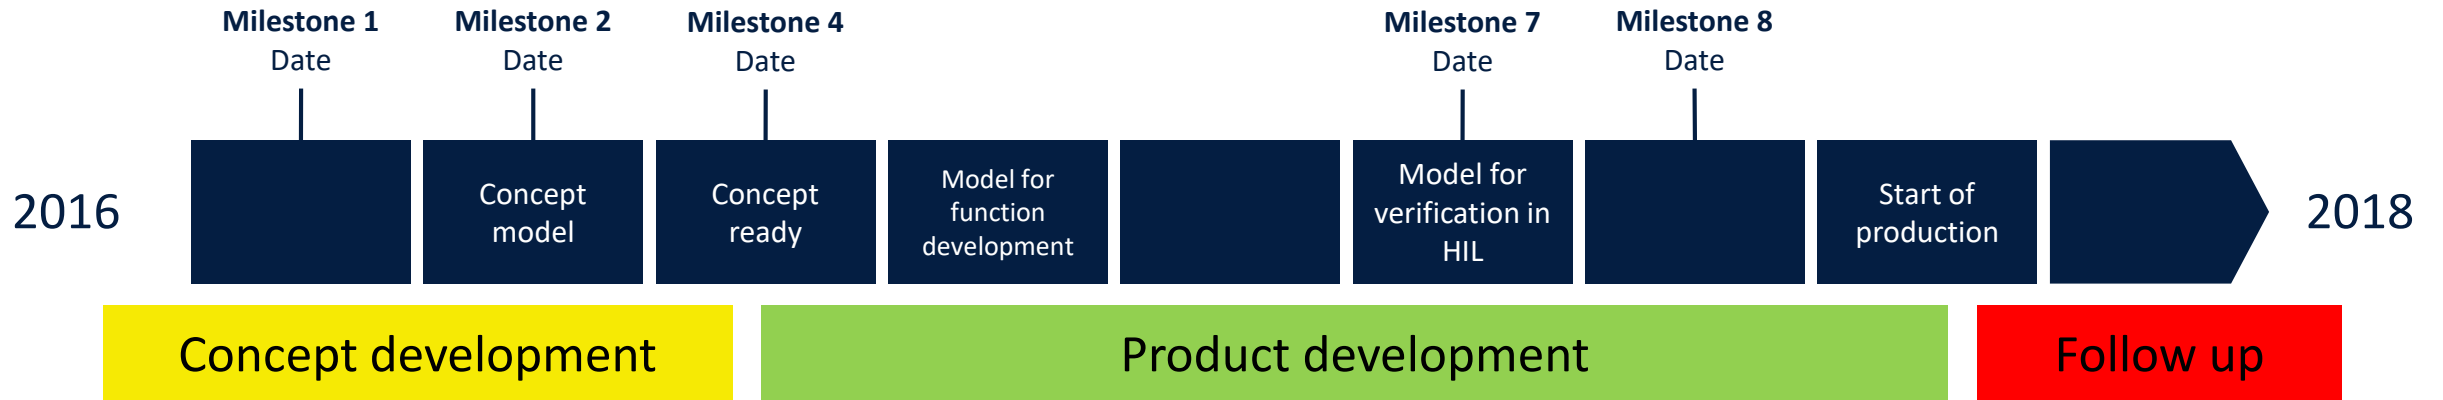 Milestone 1
Date
Milestone 2
Date
Milestone 4
Date
Milestone 7
Date
Milestone 8
Date
2016
Concept
model
Concept
ready
Model for
function
development
Model for
verification in
HIL
Start of
production
2018
Concept development
Product development
Follow up